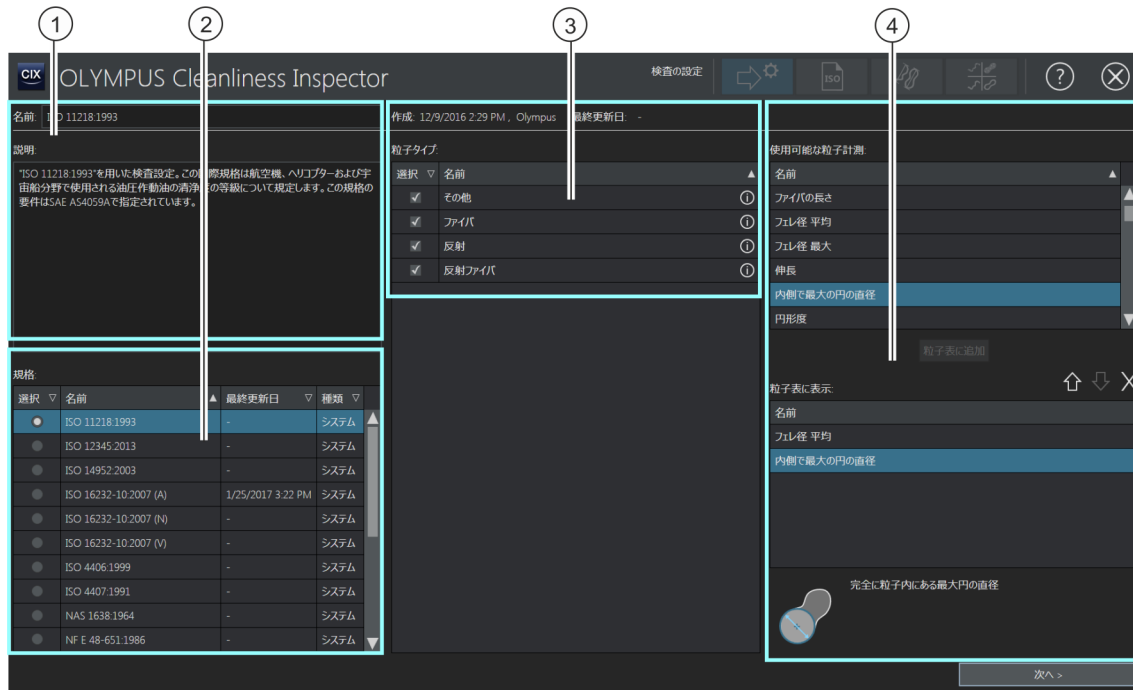 1
2
3
4
CIX OLYMPUS Cleanliness Inspector
検査の設定
ISO
?
名前: ISO 11218:1993
説明:
"ISO 11218:1993"を用いた検査設定。この国際規格は航空機、ヘリコプターおよび宇
宙船分野で使用される油圧作動油の清浄度の等級について規定します。この規格の
要件はSAE AS4059Aで指定されています。
規格:
選択 名前 最終更新日 種類
ISO 11218:1993 - システム
ISO 12345:2013 - システム
ISO 14952:2003 - システム
ISO 16232-10:2007 (A) 1/25/2017 3:22 PM システム
ISO 16232-10:2007 (N) - システム
ISO 16232-10:2007 (V) - システム
ISO 4406:1999 - システム
ISO 4407:1991 - システム
NAS 1638:1964 - システム
NF E 48-651:1986 - システム
作成: 12/9/2016 2:29 PM , Olympus 最終更新日: -
粒子タイプ:
選択 名前
その他
ファイバ
反射
反射ファイバ
使用可能な粒子計測:
名前
ファイバの長さ
フェレ径 平均
フェレ径 最大
伸長
内側で最大の円の直径
円形度
粒子表に追加
粒子表に表示:
名前
フェレ径 平均
内側で最大の円の直径
完全に粒子内にある最大円の直径
次へ >